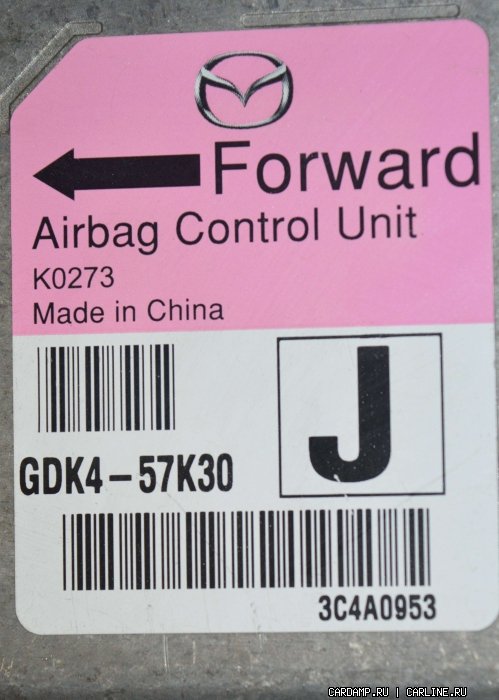 Forward
Airbag Control Unit
K0273
Made in China
J
GDK4-57K30
3C4A0953
CARDAMP.RU | CARLINE.RU